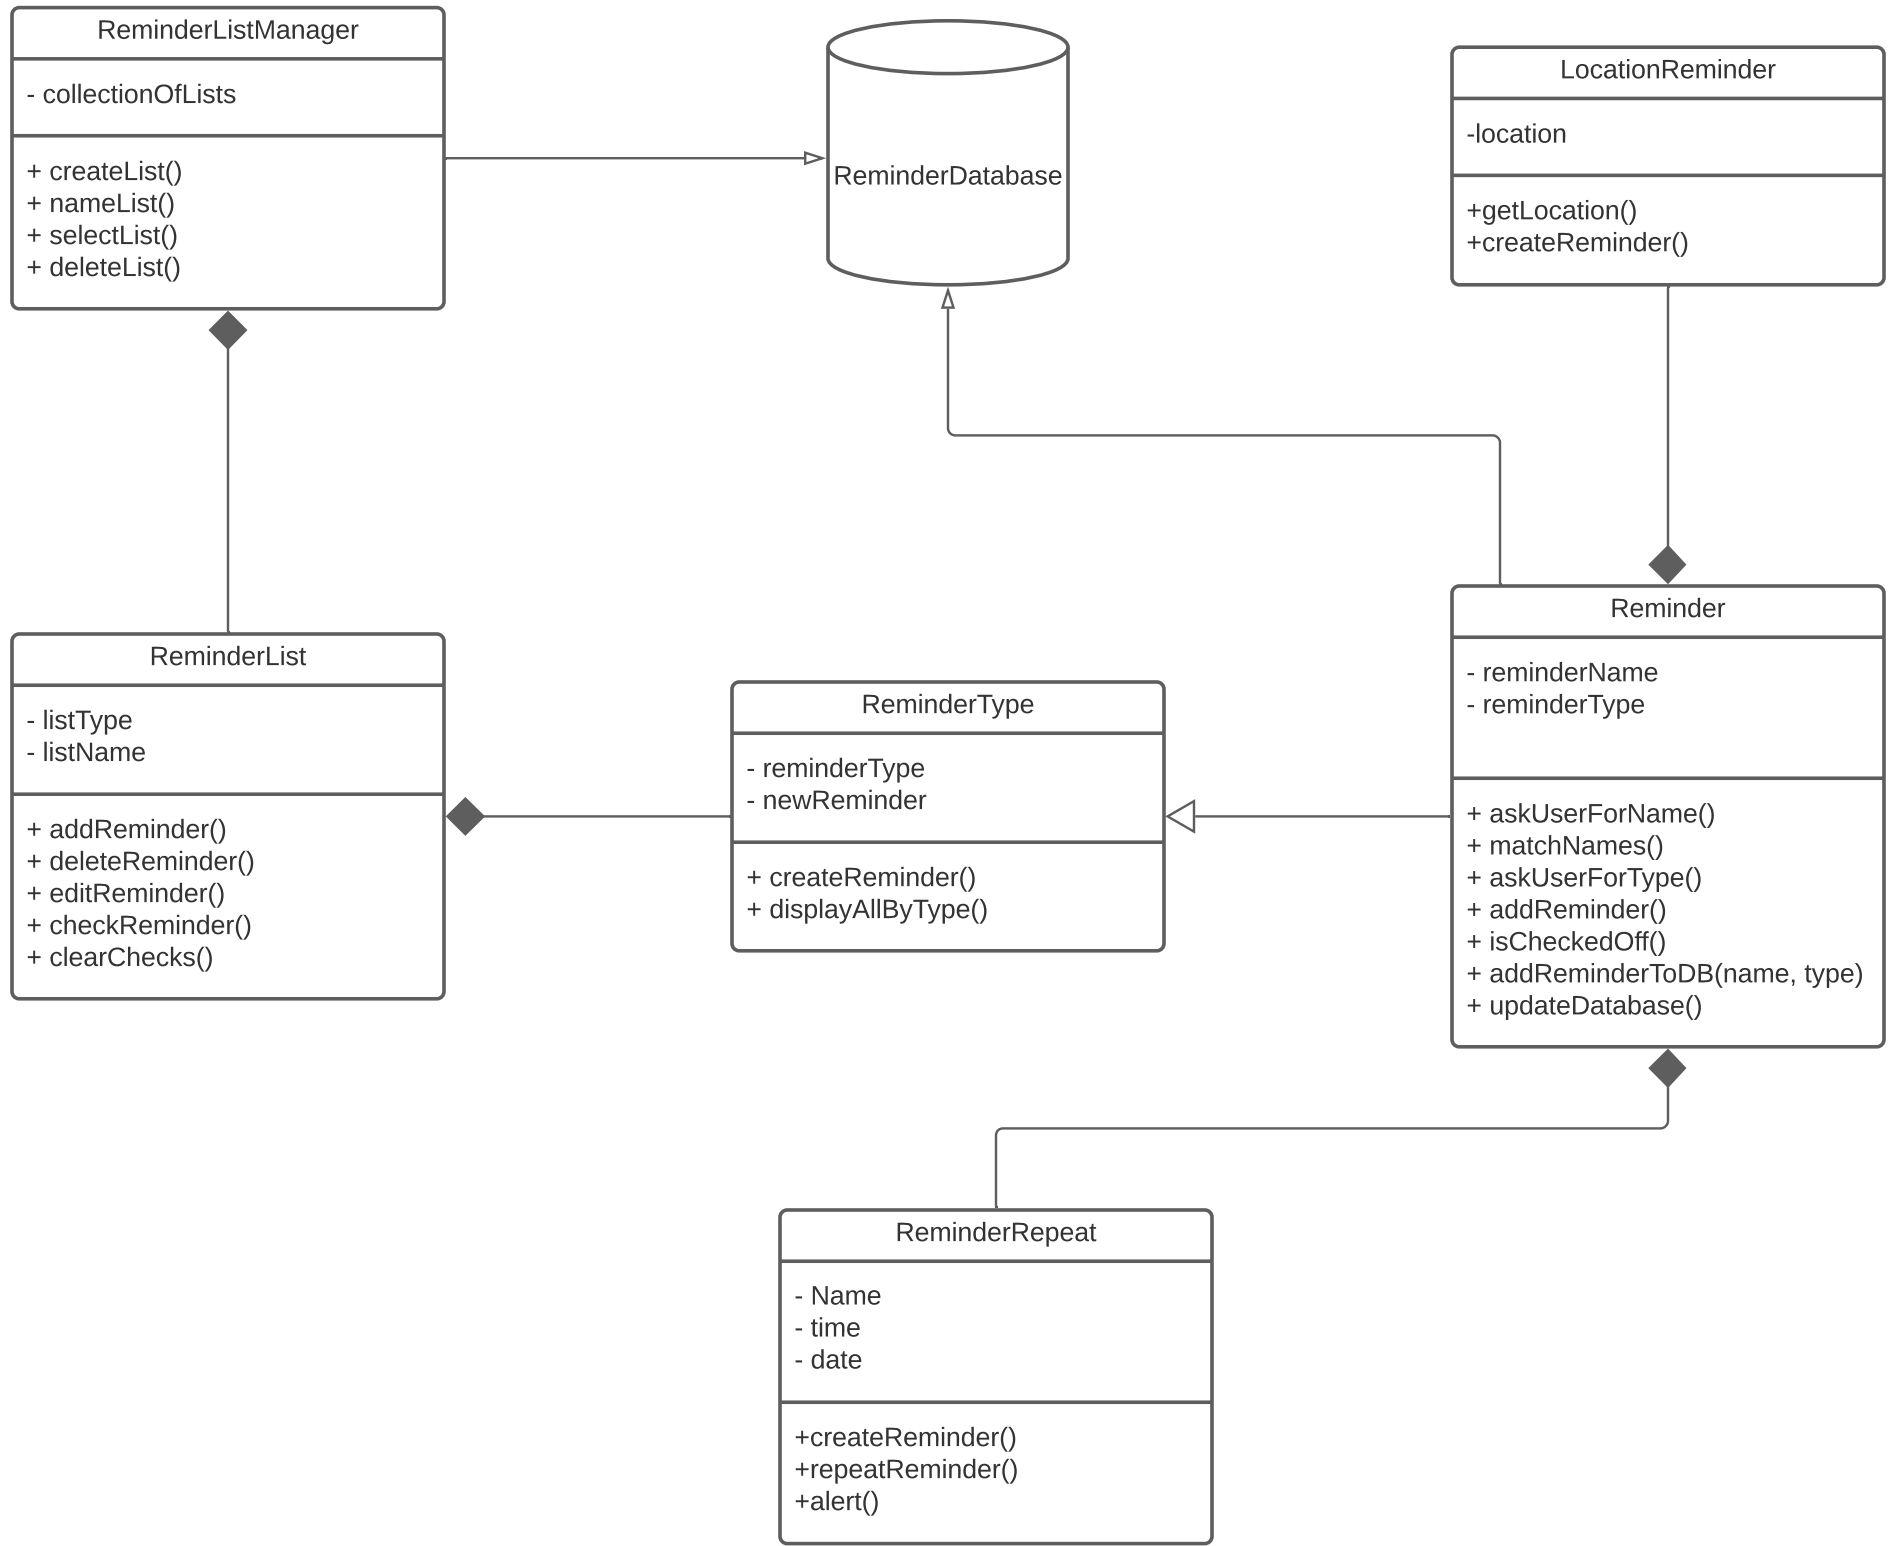 ReminderListManager
- collectionOfLists
+ createList()
+ nameList()
+ selectList()
+ deleteList()
ReminderDatabase
LocationReminder
-location
+getLocation()
+createReminder()
ReminderList
- listType
- listName
+ addReminder()
+ deleteReminder()
+ editReminder()
+ checkReminder()
+ clearChecks()
ReminderType
- reminderType
- newReminder
+ createReminder()
+ displayAllByType()
Reminder
- reminderName
- reminderType
+ askUserForName()
+ matchNames()
+ askUserForType()
+ addReminder()
+ isCheckedOff()
+ addReminderToDB(name, type)
+ updateDatabase()
ReminderRepeat
- Name
- time
- date
+createReminder()
+repeatReminder()
+alert()